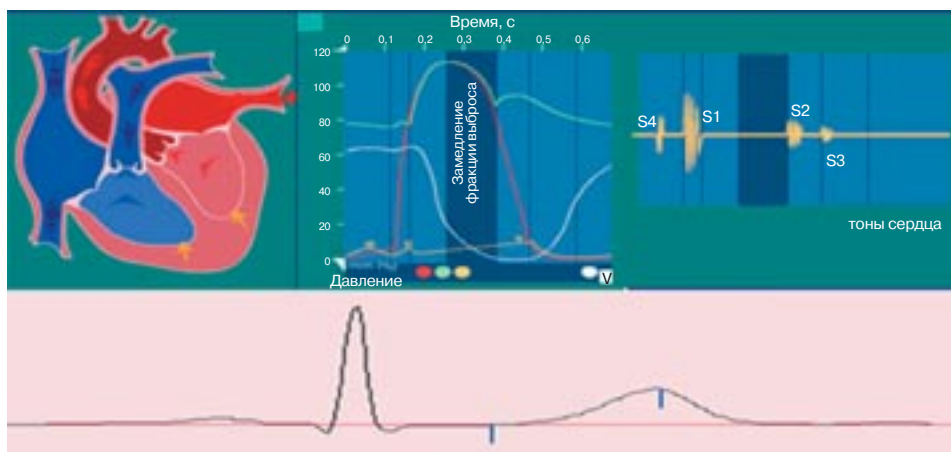 Время, с
0 0,1 0,2 0,3 0,4 0,5 0,6
120
100
80
60
40
20
0
Замедление
фракции выброса
Давление
V
S4
S1
S2
S3
тоны сердца